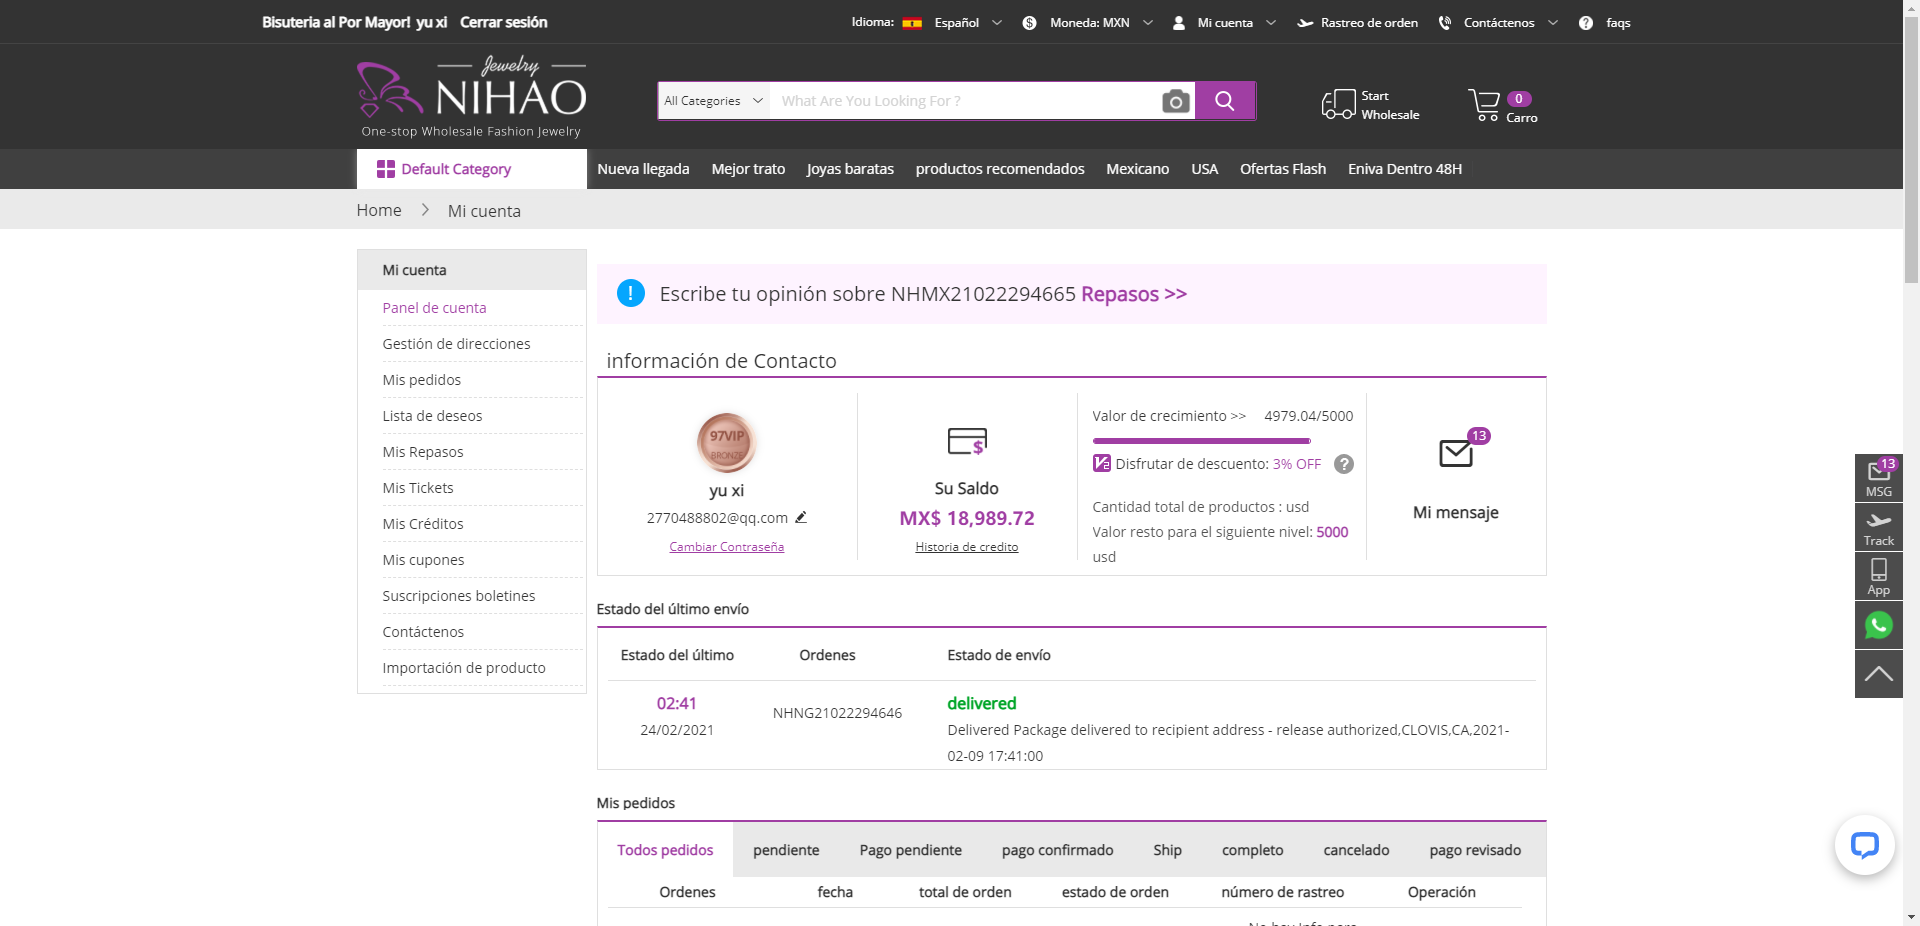 Bisuteria al Por Mayor! yu xi Cerrar sesión
Idioma: Español Moneda: MXN Mi cuenta Rastreo de orden Contáctenos faqs
Jewelry
NIHAO
One-stop Wholesale Fashion Jewelry
All Categories What Are You Looking For ?
Start
Wholesale
0
Carro
Default Category Nueva llegada Mejor trato Joyas baratas productos recomendados Mexicano USA Ofertas Flash Eniva Dentro 48H
Home Mi cuenta
Mi cuenta
Panel de cuenta
Gestión de direcciones
Mis pedidos
Lista de deseos
Mis Repasos
Mis Tickets
Mis Créditos
Mis cupones
Suscripciones boletines
Contáctenos
Importación de producto
Escribe tu opinión sobre NHMX21022294665 Repasos >>
información de Contacto
97VIP
BRONZE
yu xi
2770488802@qq.com
Cambiar Contraseña
Su Saldo
MX$ 18,989.72
Historia de credito
Valor de crecimiento >> 4979.04/5000
V2 Disfrutar de descuento: 3% OFF ?
Cantidad total de productos : usd
Valor resto para el siguiente nivel: 5000
usd
13
Mi mensaje
Estado del último envío
Estado del último Ordenes Estado de envío
02:41
24/02/2021
NHNG21022294646
delivered
Delivered Package delivered to recipient address - release authorized,CLOVIS,CA,2021-
02-09 17:41:00
Mis pedidos
Todos pedidos pendiente Pago pendiente pago confirmado Ship completo cancelado pago revisado
Ordenes fecha total de orden estado de orden número de rastreo Operación
No hay Info para
13
MSG
Track
App